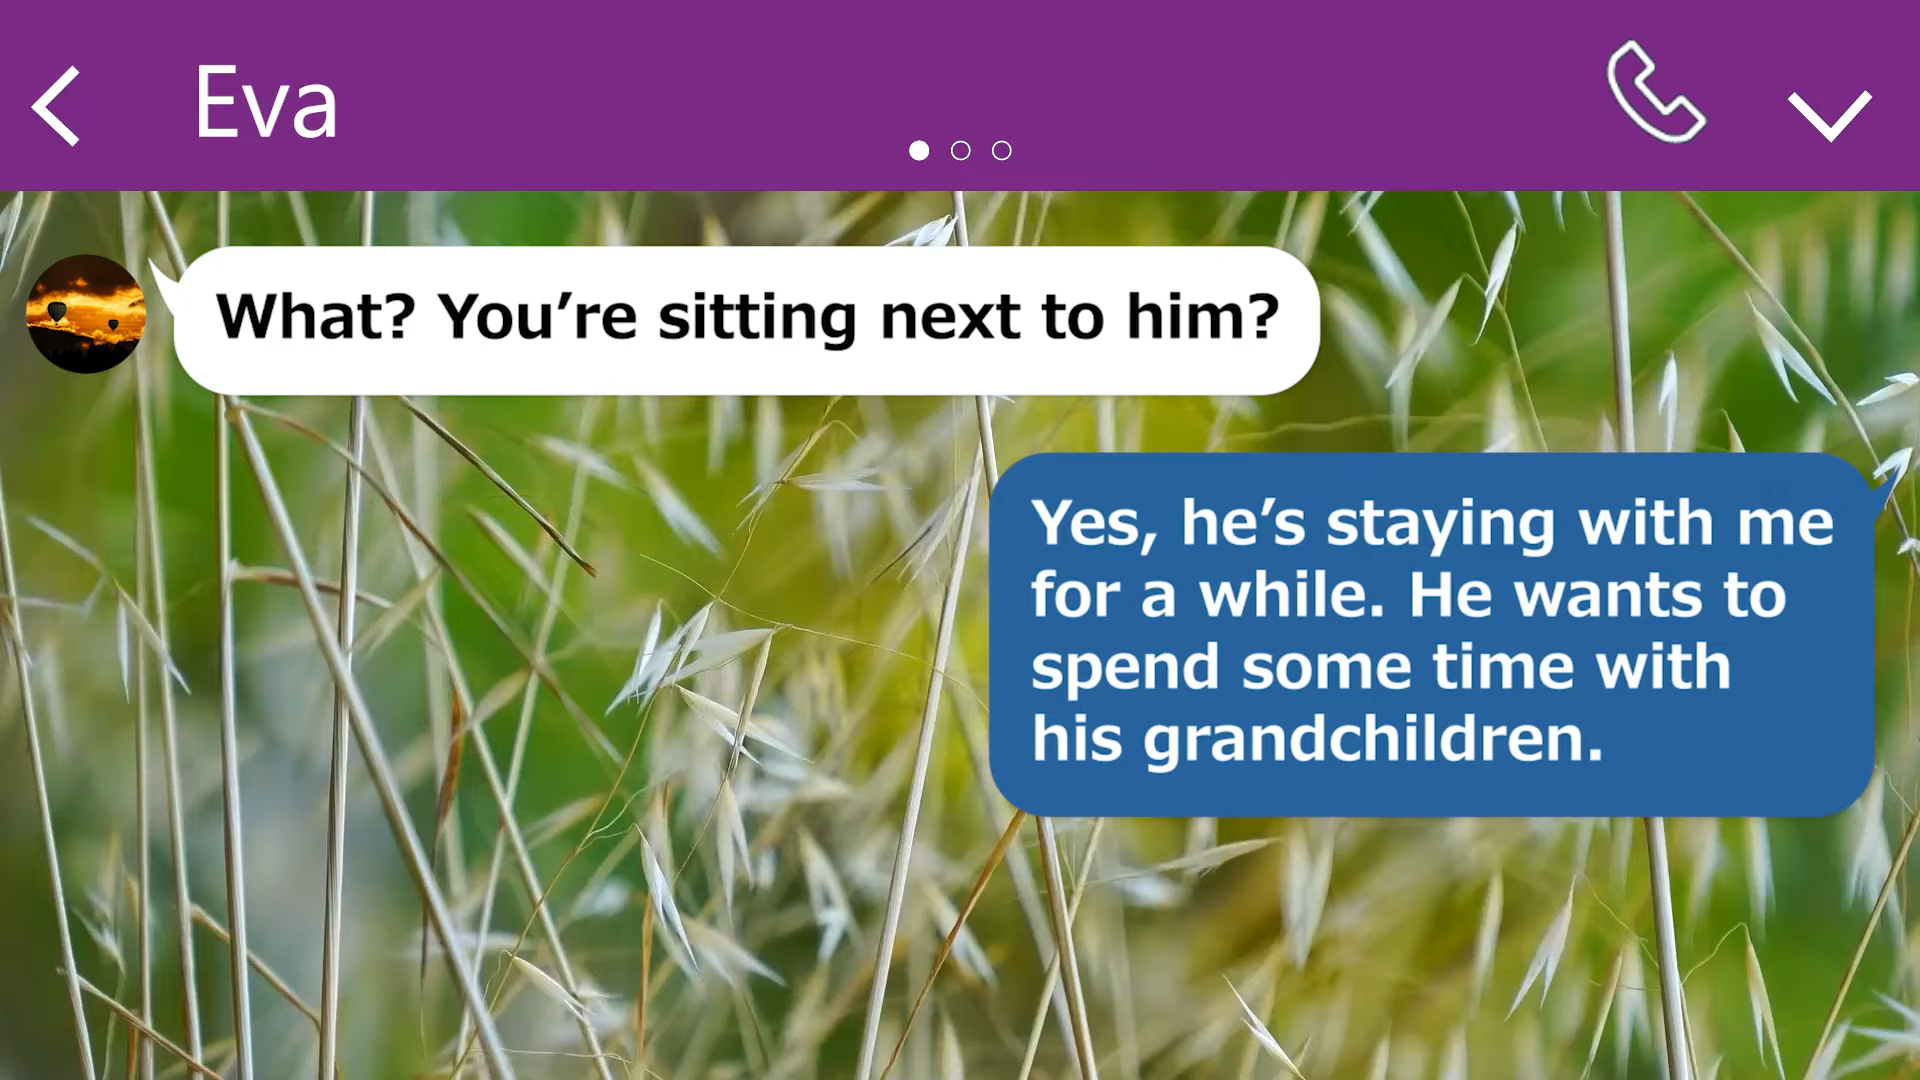 Eva
What? You’re sitting next to him?
Yes, he’s staying with me
for a while. He wants to
spend some time with
his grandchildren.